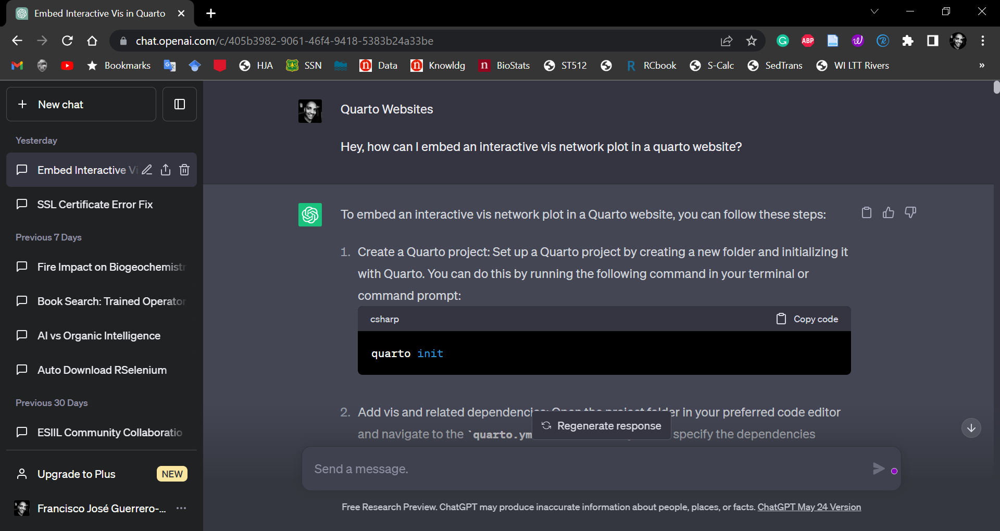 Embed Interactive Vis in Quarto
chat.openai.com/c/405b3982-9061-46f4-9418-5383b24a33be
ABP
Bookmarks
HJA
SSN
Data
Knowldg
BioStats
ST512
RCbook
S-Calc
SedTrans
WI LTT Rivers
»
New chat
Yesterday
Embed Interactive Vi
SSL Certificate Error Fix
Previous 7 Days
Fire Impact on Biogeochemistr
Book Search: Trained Operator
AI vs Organic Intelligence
Auto Download RSelenium
Previous 30 Days
ESIIL Community Collaboratio
Upgrade to Plus
NEW
Francisco José Guerrero-...
Quarto Websites
Hey, how can I embed an interactive vis network plot in a quarto website?
To embed an interactive vis network plot in a Quarto website, you can follow these steps:
1. Create a Quarto project: Set up a Quarto project by creating a new folder and initializing it
with Quarto. You can do this by running the following command in your terminal or
command prompt:
csharp
Copy code
quarto init
2. Add vis and related dependencies: Open the project folder in your preferred code editor
and navigate to the `quarto.ym specify the dependencies
Regenerate response
Send a message.
Free Research Preview. ChatGPT may produce inaccurate information about people, places, or facts. ChatGPT May 24 Version